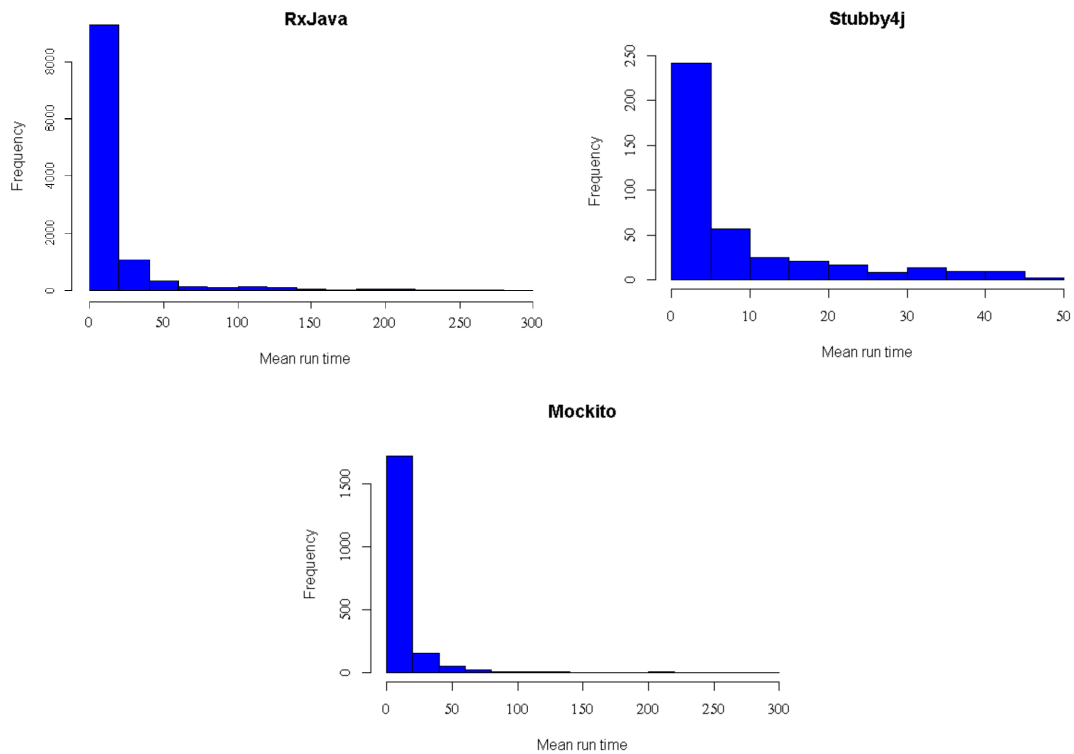 RxJava
Frequency
8000
6000
4000
2000
0
0 50 100 150 200 250 300
Mean run time
Stubby4j
Frequency
250
200
150
100
50
0
0 10 20 30 40 50
Mean run time
Mockito
Frequency
1500
1000
500
0
0 50 100 150 200 250 300
Mean run time